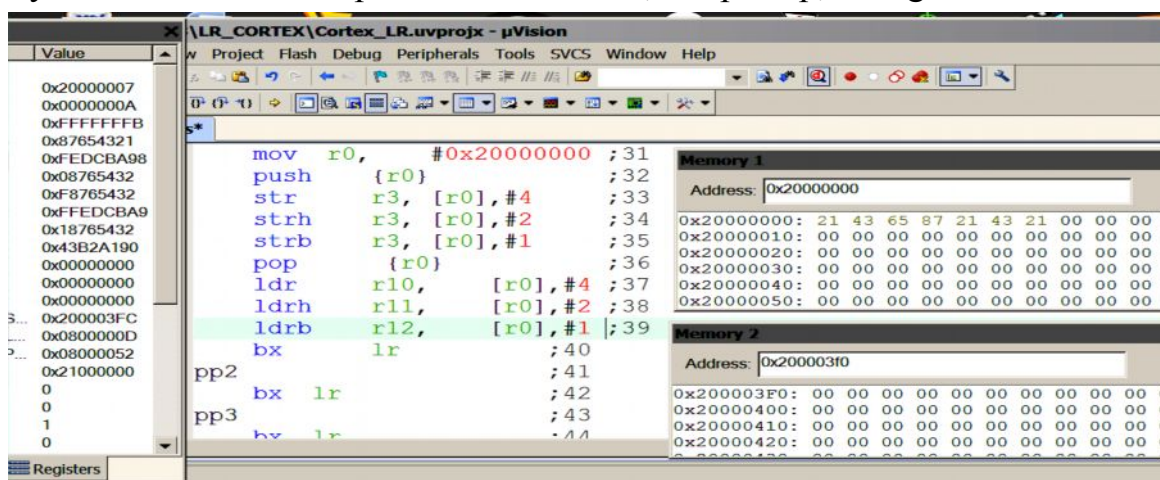 \LR_CORTEX\Cortex_LR.uvprojx - µVision
Project Flash Debug Peripherals Tools SVCS Window Help
Value
0x20000007
0x0000000A
0xFFFFFFFB
0x87654321
0xFEDCBA98
0x08765432
0xF8765432
0xFFEDCBA9
0x18765432
0x43B2A190
0x00000000
0x00000000
0x00000000
0x200003FC
0x0800000D
0x08000052
0x21000000
0
0
1
0
Registers
mov r0, #0x20000000 ;31
push {r0} ;32
str r3, [r0],#4 ;33
strh r3, [r0],#2 ;34
strb r3, [r0],#1 ;35
pop {r0} ;36
ldr r10, [r0],#4 ;37
ldrh r11, [r0],#2 ;38
ldrb r12, [r0],#1 ;39
bx lr ;40
pp2 ;41
bx lr ;42
pp3 ;43
bx lr ;44
Memory 1
Address: 0x20000000
0x20000000: 21 43 65 87 21 43 21 00 00 00
0x20000010: 00 00 00 00 00 00 00 00 00 00
0x20000020: 00 00 00 00 00 00 00 00 00 00
0x20000030: 00 00 00 00 00 00 00 00 00 00
0x20000040: 00 00 00 00 00 00 00 00 00 00
0x20000050: 00 00 00 00 00 00 00 00 00 00
Memory 2
Address: 0x200003f0
0x200003F0: 00 00 00 00 00 00 00 00 00 00
0x20000400: 00 00 00 00 00 00 00 00 00 00
0x20000410: 00 00 00 00 00 00 00 00 00 00
0x20000420: 00 00 00 00 00 00 00 00 00 00